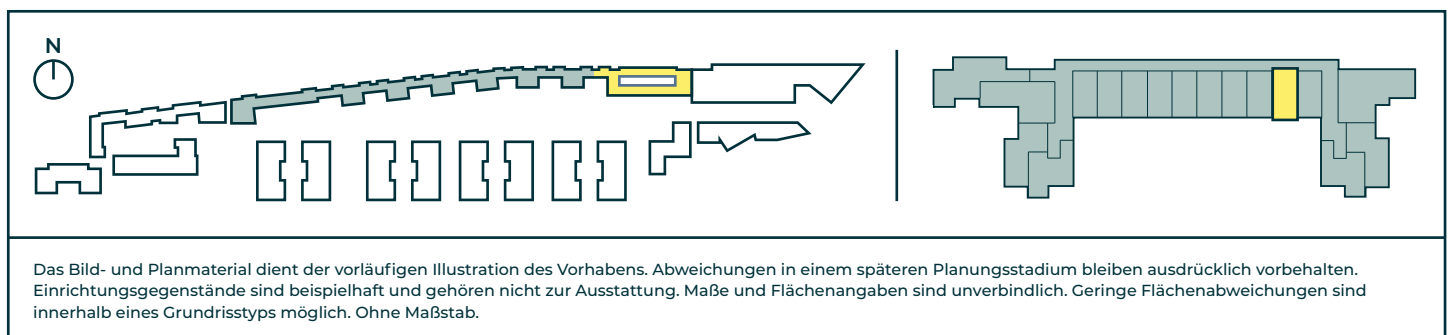 N
Das Bild- und Planmaterial dient der vorläufigen Illustration des Vorhabens. Abweichungen in einem späteren Planungsstadium bleiben ausdrücklich vorbehalten.
Einrichtungsgegenstände sind beispielhaft und gehören nicht zur Ausstattung. Maße und Flächenangaben sind unverbindlich. Geringe Flächenabweichungen sind
innerhalb eines Grundrisstyps möglich. Ohne Maßstab.